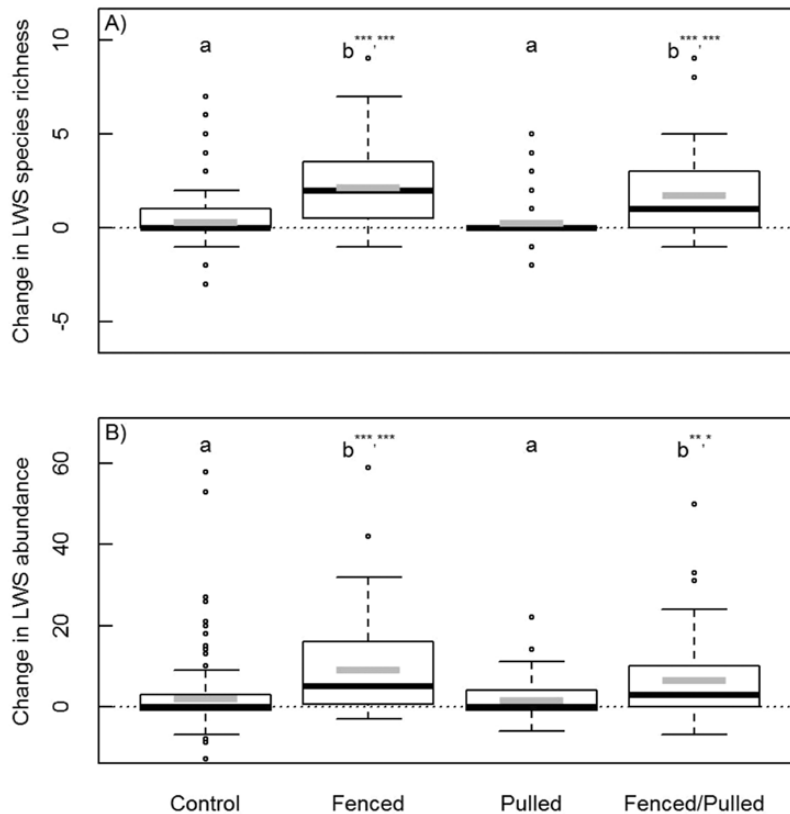 A)
a b***,*** a b***,***
Change in LWS species richness
10
5
0
-5
B)
a b***,*** a b**,*
Change in LWS abundance
60
40
20
0
Control Fenced Pulled Fenced/Pulled